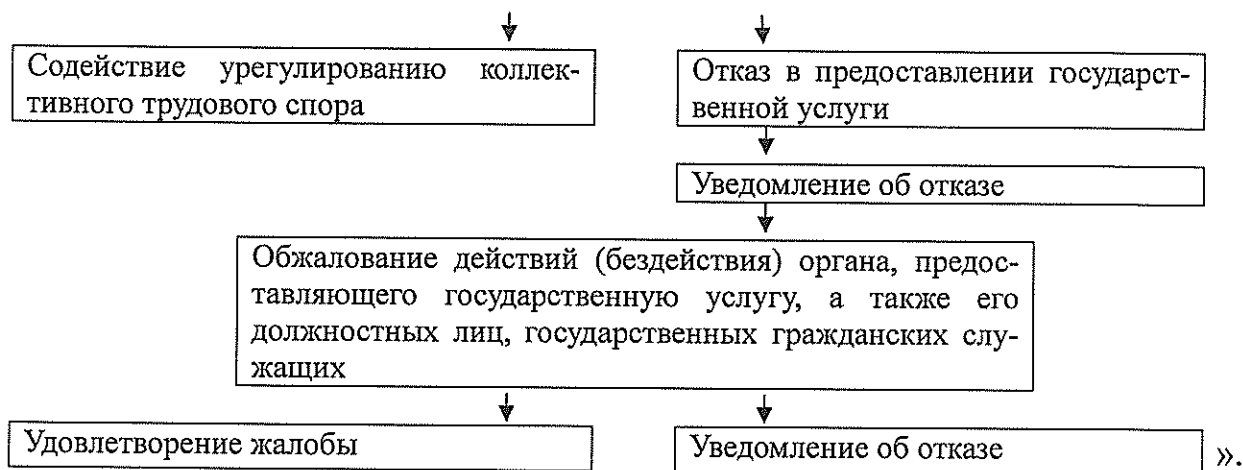 Содействие урегулированию коллек-
тивного трудового спора
Отказ в предоставлении государст-
венной услуги
Уведомление об отказе
Обжалование действий (бездействия) органа, предос-
тавляющего государственную услугу, а также его
должностных лиц, государственных гражданских слу-
жащих
Удовлетворение жалобы
Уведомление об отказе
».